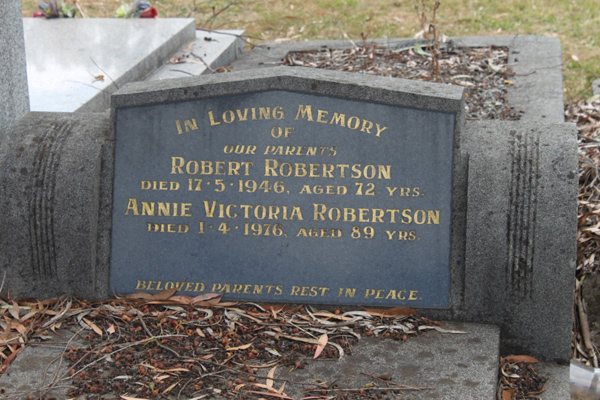 In Loving Memory
OF
OUR PARENTS
ROBERT ROBERTSON
DIED 17·5·1946, AGED 72 YRS.
ANNIE VICTORIA ROBERTSON
DIED 1·4·1976, AGED 89 YRS.
BELOVED PARENTS REST IN PEACE.